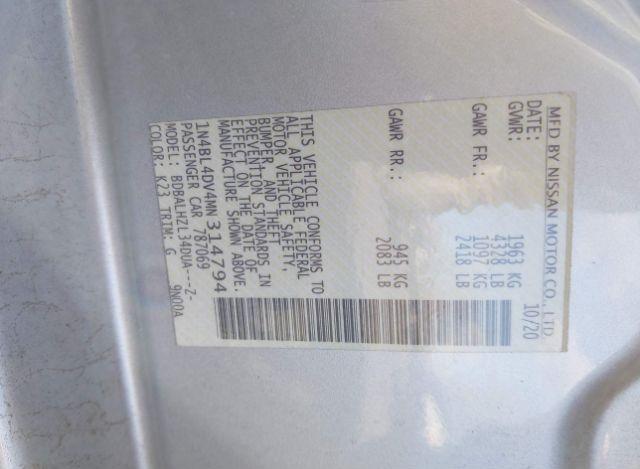 MFD BY NISSAN MOTOR CO., LTD
DATE: 10/20
GVWR: 1963 KG
4328 LB
GAWR FR.: 1097 KG
2418 LB
GAWR RR.: 945 KG
2083 LB
THIS VEHICLE CONFORMS TO
ALL APPLICABLE FEDERAL
MOTOR VEHICLE SAFETY,
BUMPER AND THEFT
PREVENTION STANDARDS IN
EFFECT ON THE DATE OF
MANUFACTURE SHOWN ABOVE.
1N4BL4DV4MN314794
PASSENGER CAR 787069
MODEL: BDBALHZL34DUA---Z-
COLOR: K23 TRIM: G 9N00A